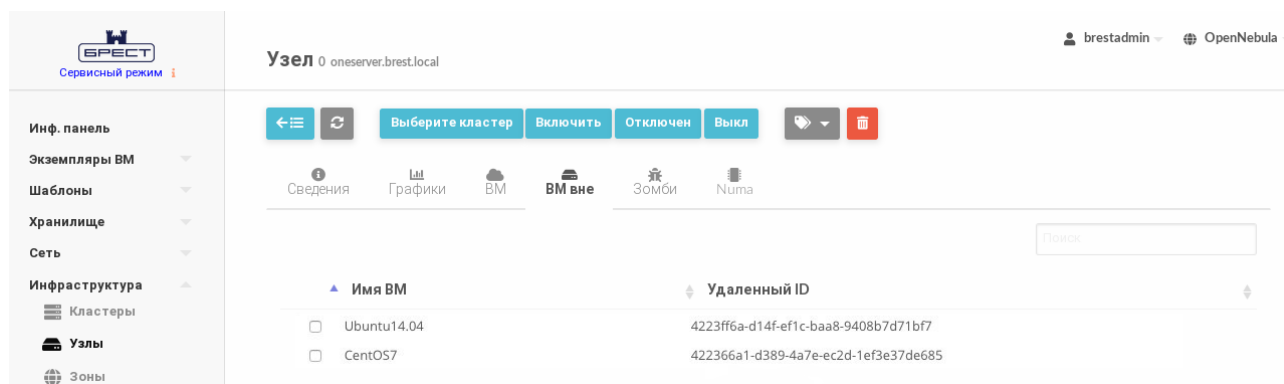 БРЕСТ
Сервисный режим i
brestadmin
OpenNebula
Узел 0 oneserver.brest.local
Выберите кластер Включить Отключен Выкл
Инф. панель
Экземпляры ВМ
Шаблоны
Хранилище
Сеть
Инфраструктура
Кластеры
Узлы
Зоны
Сведения Графики ВМ ВМ вне Зомби Numa
Поиск
Имя ВМ Удаленный ID
Ubuntu14.04 4223ff6a-d14f-ef1c-baa8-9408b7d71bf7
CentOS7 422366a1-d389-4a7e-ec2d-1ef3e37de685